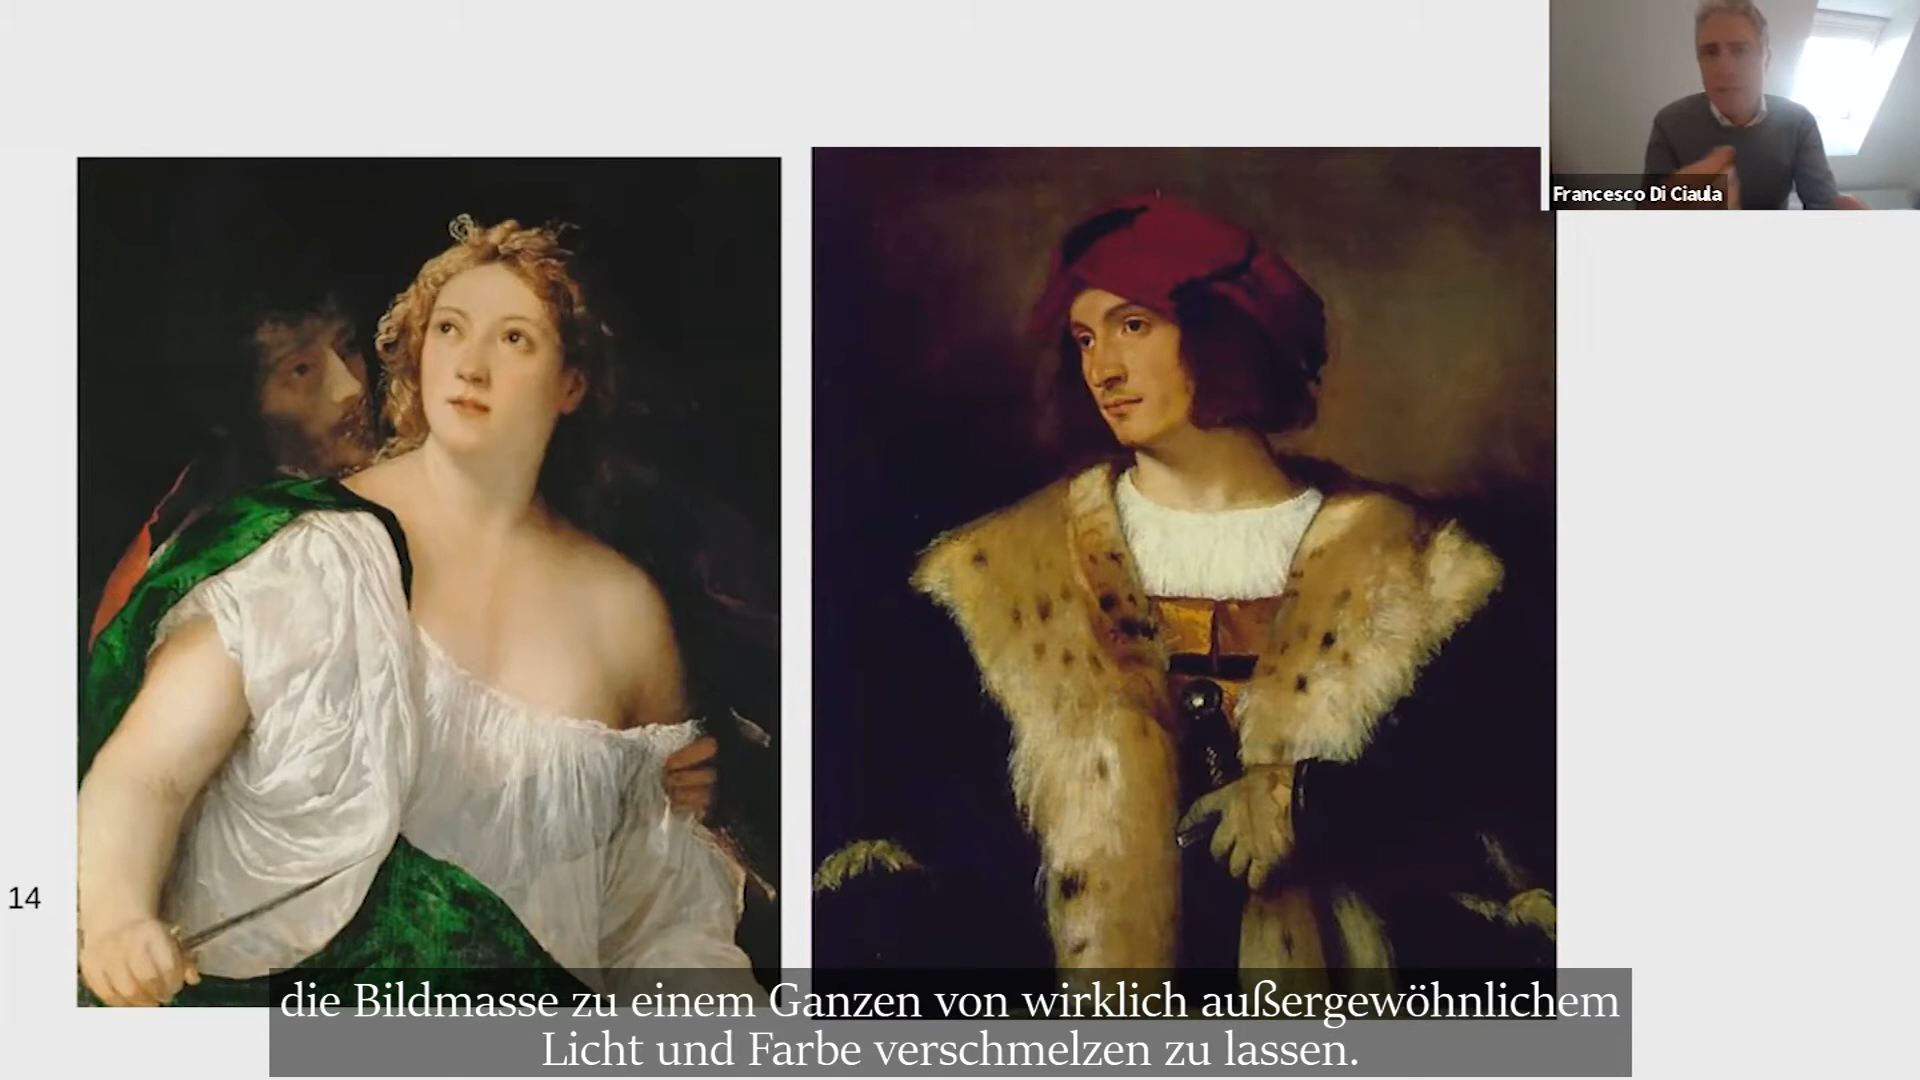 Francesco Di Ciaula
14
die Bildmasse zu einem Ganzen von wirklich außergewöhnlichem
Licht und Farbe verschmelzen zu lassen.